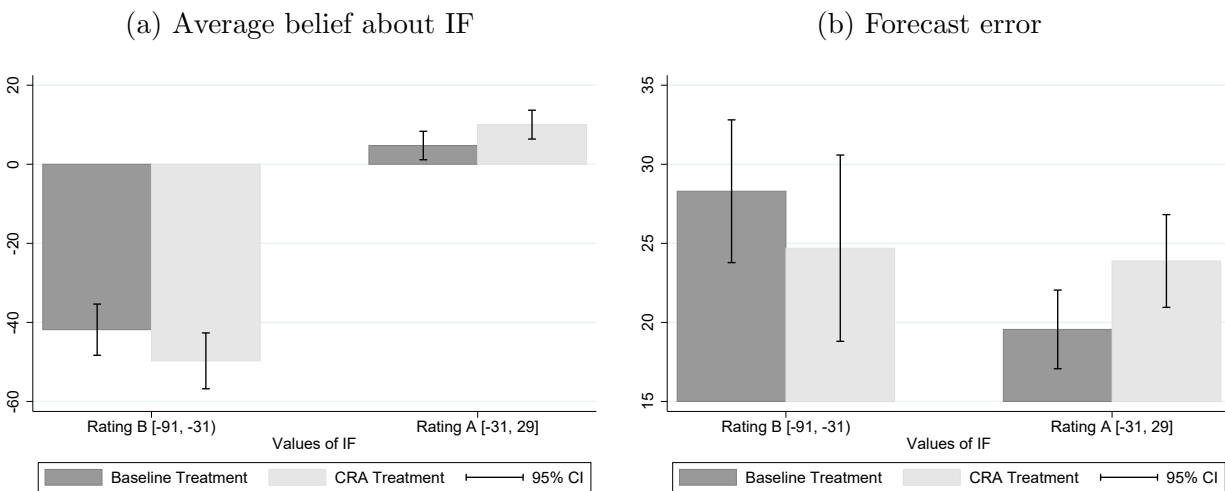 (a) Average belief about IF
20
0
-20
-40
-60
Rating B [-91, -31)
Rating A [-31, 29]
Values of IF
Baseline Treatment
CRA Treatment
95% CI
(b) Forecast error
35
30
25
20
15
Rating B [-91, -31)
Rating A [-31, 29]
Values of IF
Baseline Treatment
CRA Treatment
95% CI